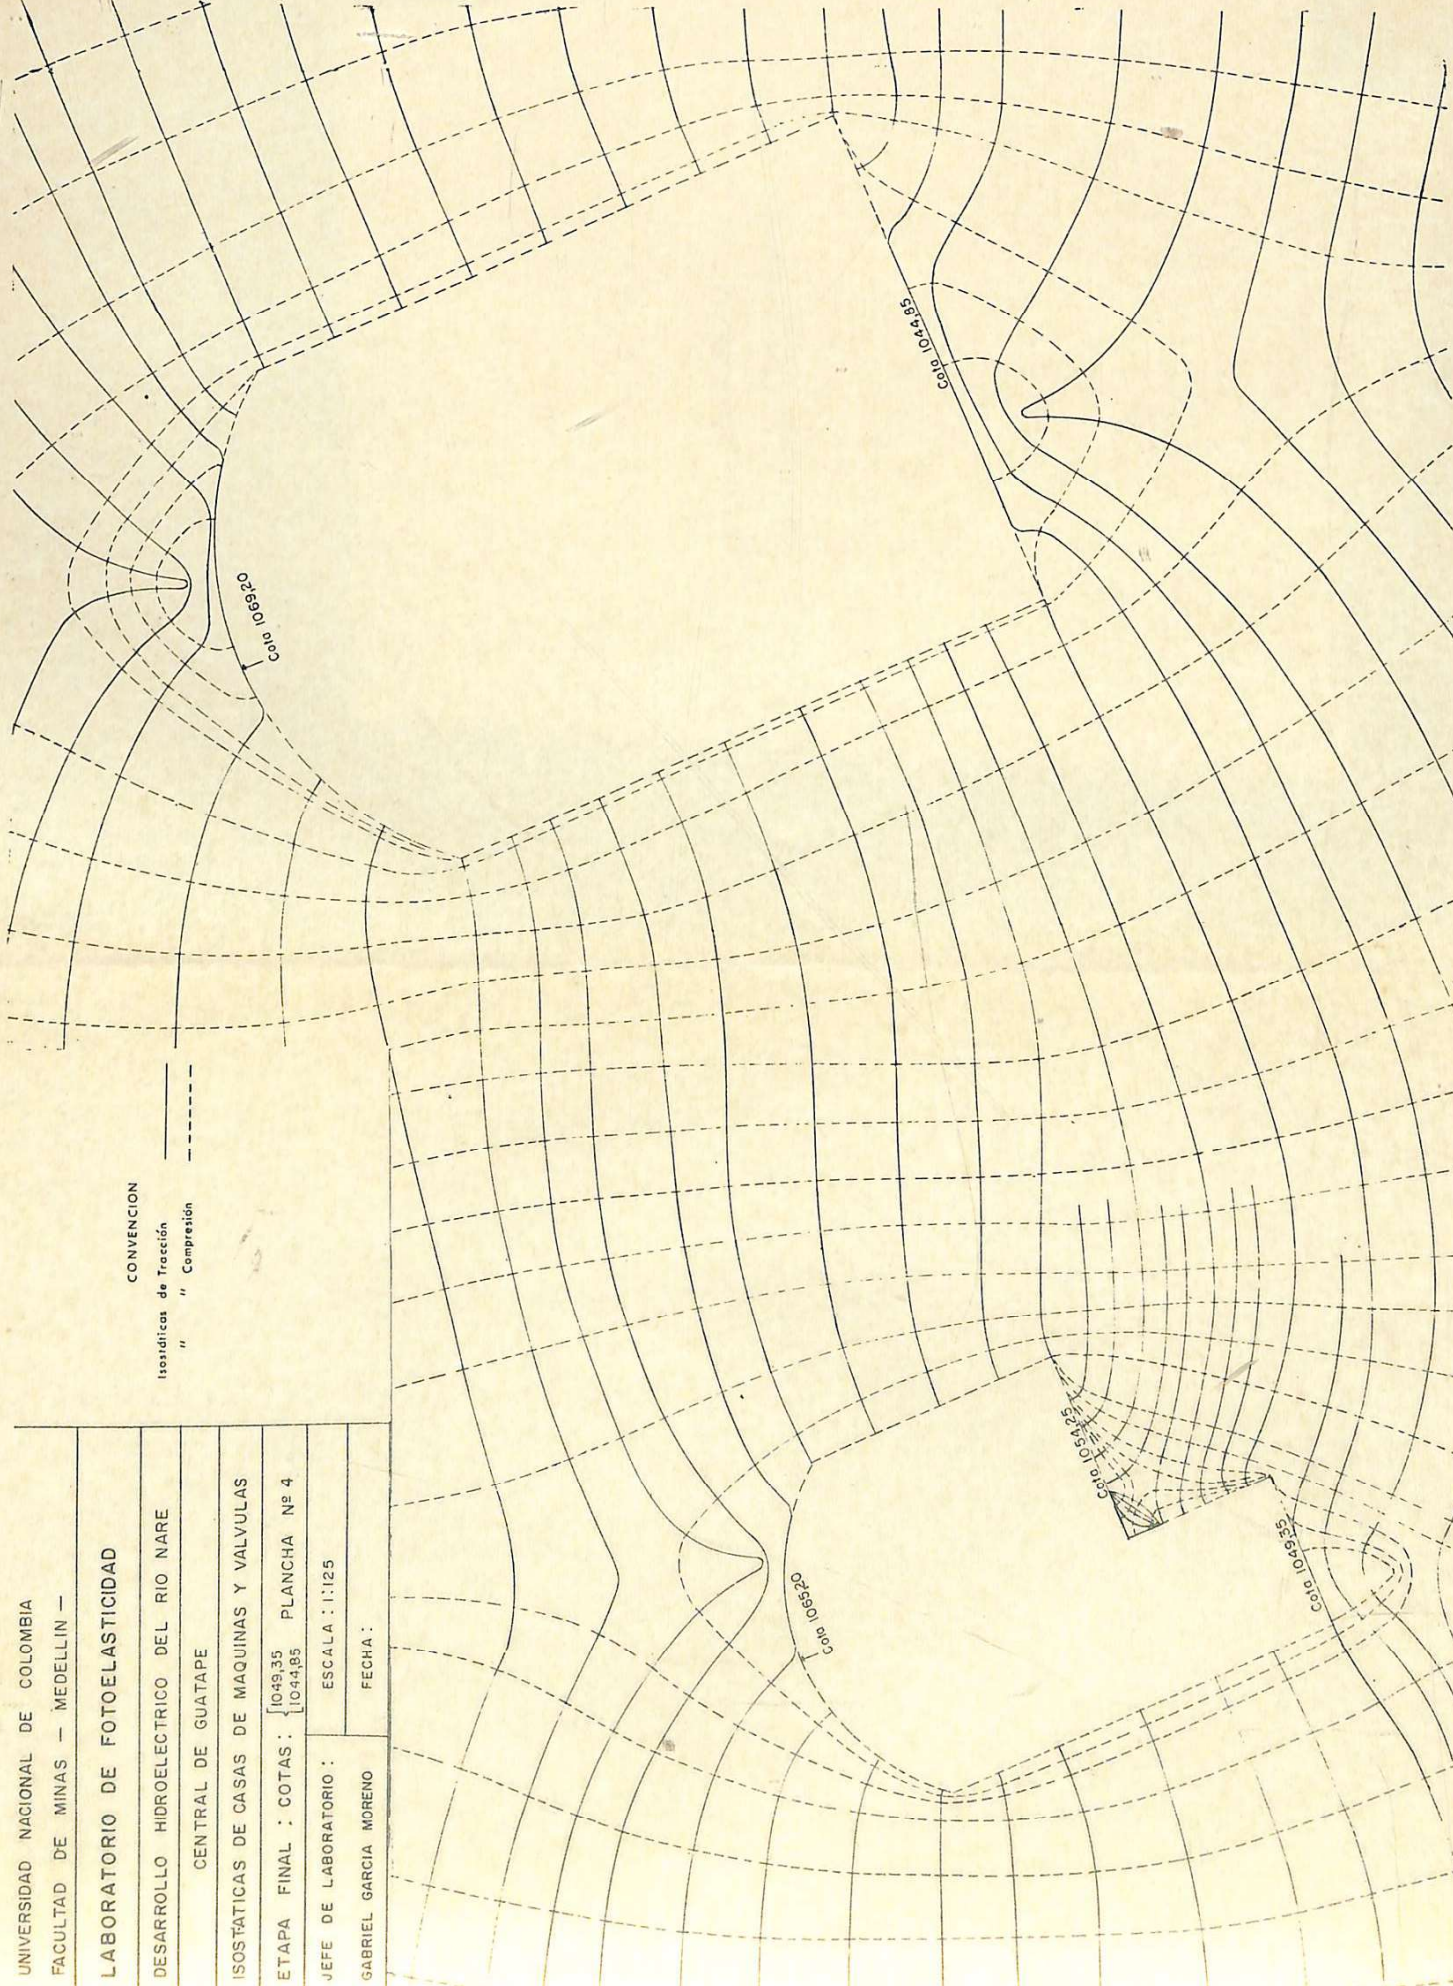 UNIVERSIDAD NACIONAL DE COLOMBIA
FACULTAD DE MINAS — MEDELLIN —
LABORATORIO DE FOTOELASTICIDAD
DESARROLLO HIDROELECTRICO DEL RIO NARE
CENTRAL DE GUATAPE
ISOSTATICAS DE CASAS DE MAQUINAS Y VALVULAS
ETAPA FINAL : COTAS : { 1049,35 PLANCHA Nº 4
1044,85
JEFE DE LABORATORIO : ESCALA : 1:125
GABRIEL GARCIA MORENO FECHA :
CONVENCION
Isostáticas de Tracción
" " Compresión
Cota 1069,20
Cota 1044,85
Cota 1065,20
Cota 1054,25
Cota 1049,35